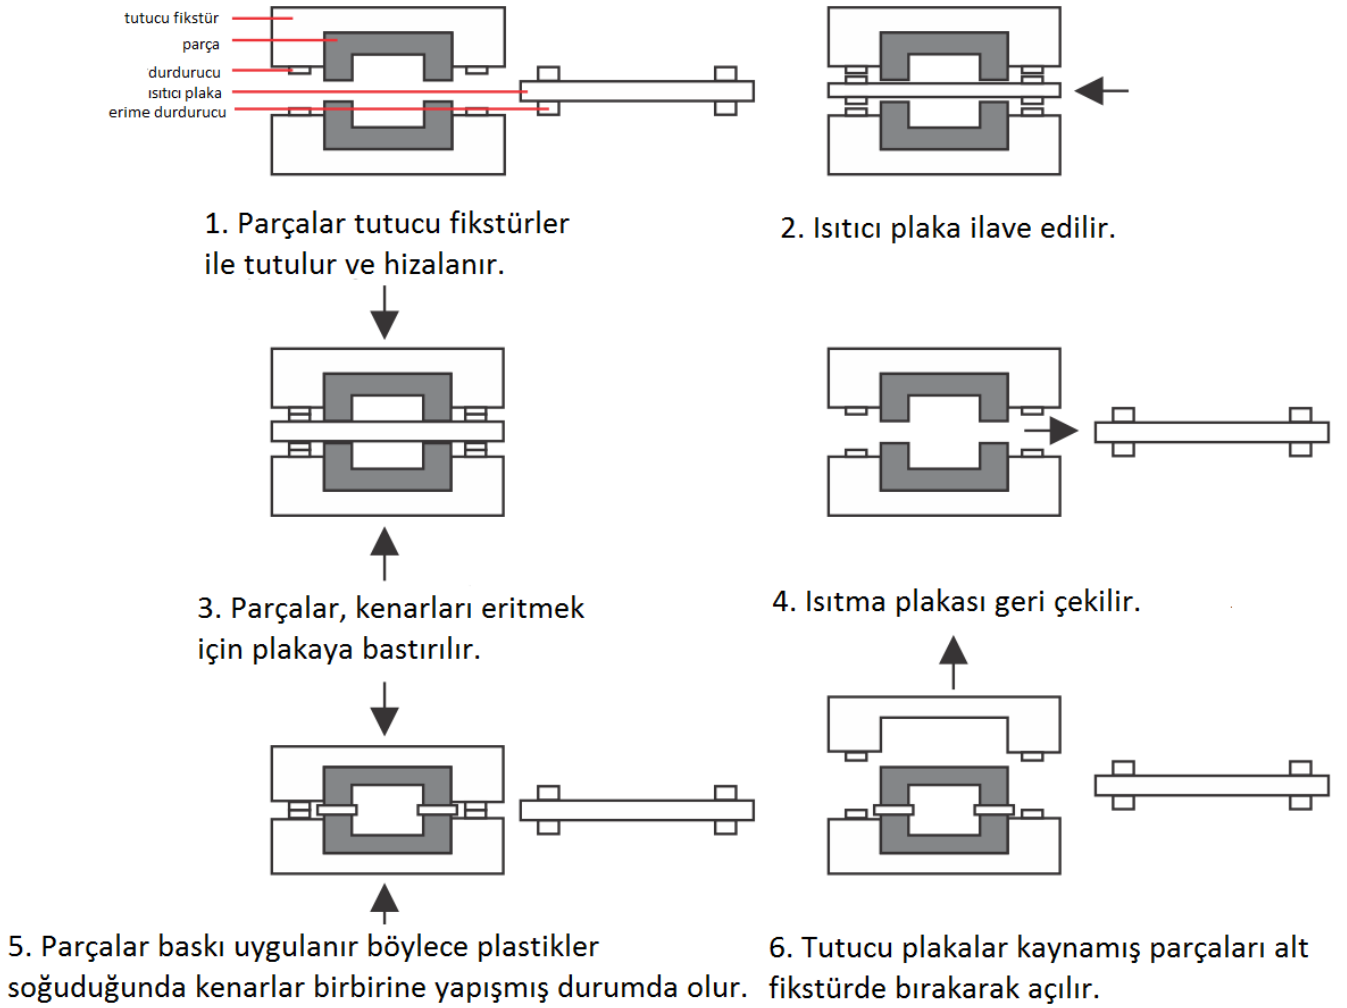 tutucu fikstür
parça
durdurucu
ısıtıcı plaka
erime durdurucu
1. Parçalar tutucu fikstürler
ile tutulur ve hizalanır.
2. Isıtıcı plaka ilave edilir.
3. Parçalar, kenarları eritmek
için plakaya bastırılır.
4. Isıtma plakası geri çekilir.
5. Parçalar baskı uygulanır böylece plastikler
soğuduğunda kenarlar birbirine yapışmış durumda olur.
6. Tutucu plakalar kaynamış parçaları alt
fikstürde bırakarak açılır.